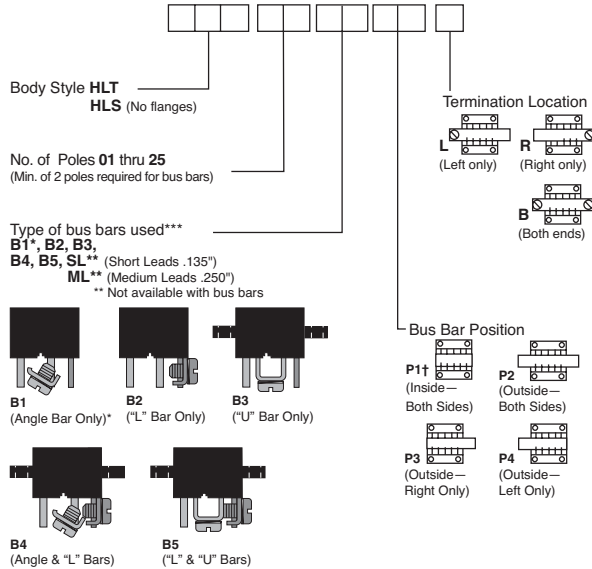 Body Style HLT
HLS (No flanges)
No. of Poles 01 thru 25
(Min. of 2 poles required for bus bars)
Type of bus bars used***
B1*, B2, B3,
B4, B5, SL** (Short Leads .135")
ML** (Medium Leads .250")
** Not available with bus bars
B1
(Angle Bar Only)*
B2
("L" Bar Only)
B3
("U" Bar Only)
B4
(Angle & "L" Bars)
B5
("L" & "U" Bars)
Termination Location
L
(Left only)
R
(Right only)
B
(Both ends)
Bus Bar Position
P1†
(Inside—
Both Sides)
P2
(Outside—
Both Sides)
P3
(Outside—
Right Only)
P4
(Outside—
Left Only)